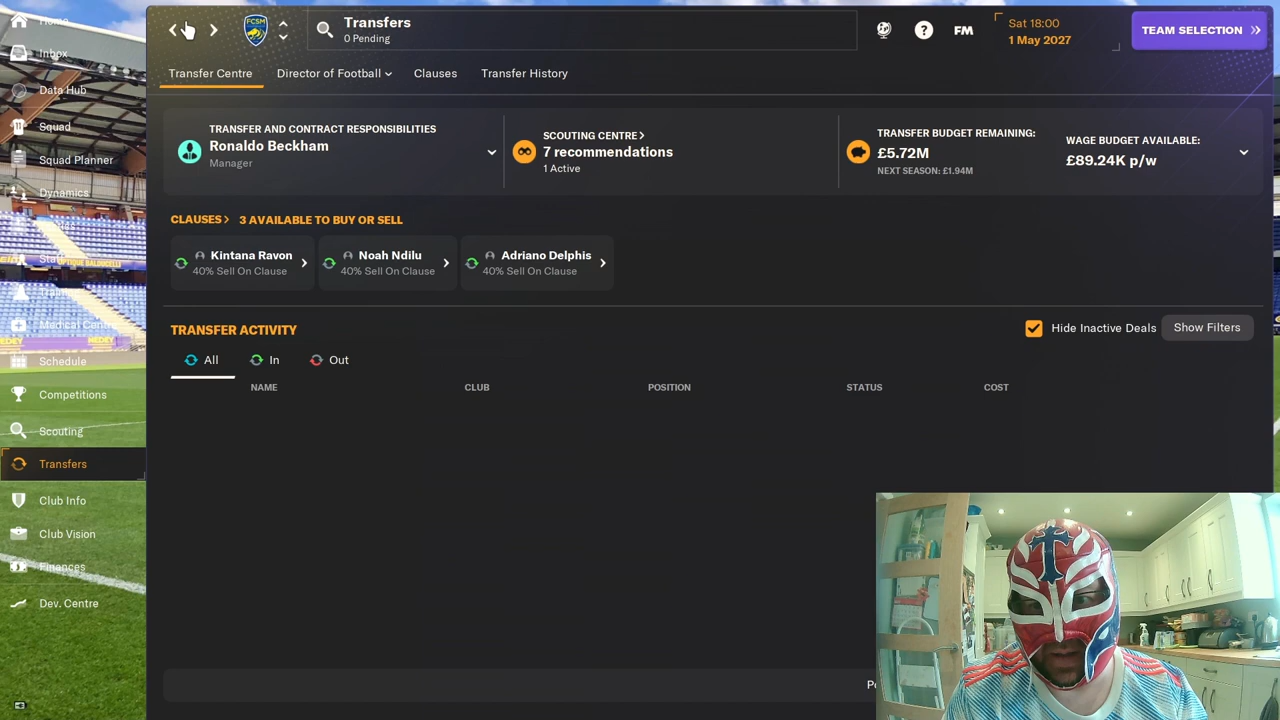 Home
Inbox
Data Hub
Squad
Squad Planner
Dynamics
Medical Cent
Schedule
Competitions
Scouting
Transfers
Club Info
Club Vision
Finances
Dev. Centre
FCSM
Transfers
0 Pending
?
FM
Sat 18:00
1 May 2027
TEAM SELECTION
Transfer Centre
Director of Football
Clauses
Transfer History
TRANSFER AND CONTRACT RESPONSIBILITIES
Ronaldo Beckham
Manager
SCOUTING CENTRE
7 recommendations
1 Active
TRANSFER BUDGET REMAINING:
£5.72M
NEXT SEASON: £1.94M
WAGE BUDGET AVAILABLE:
£89.24K p/w
CLAUSES
3 AVAILABLE TO BUY OR SELL
Kintana Ravon
40% Sell On Clause
Noah Ndilu
40% Sell On Clause
Adriano Delphis
40% Sell On Clause
TRANSFER ACTIVITY
Hide Inactive Deals
Show Filters
All
In
Out
NAME
CLUB
POSITION
STATUS
COST